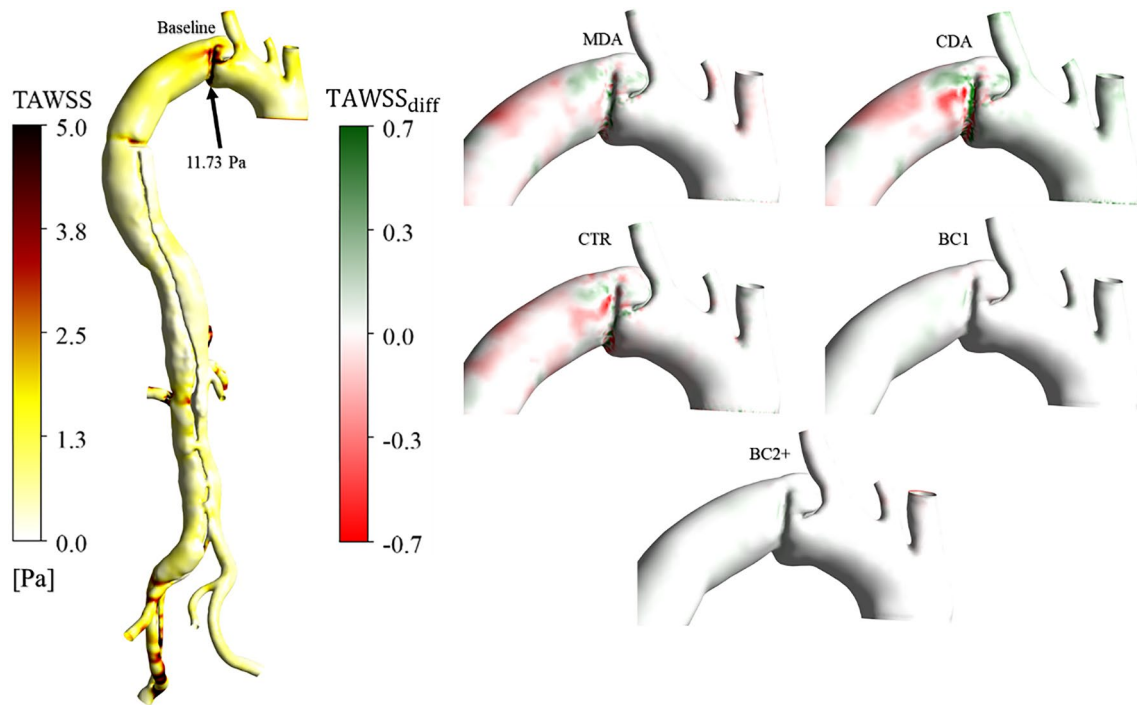 Baseline
11.73 Pa
TAWSS
5.0
3.8
2.5
1.3
0.0
[Pa]
TAWSSdiff
0.7
0.3
0.0
-0.3
-0.7
MDA
CDA
CTR
BC1
BC2+